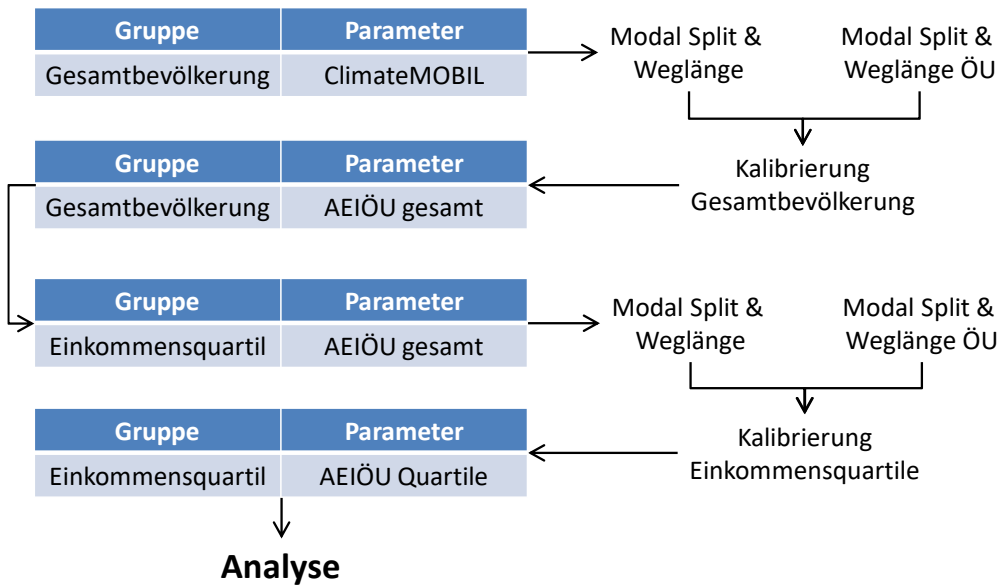 Gruppe Parameter
Gesamtbevölkerung ClimateMOBIL
Modal Split &
Weglänge
Modal Split &
Weglänge ÖU
Kalibrierung
Gesamtbevölkerung
Gruppe Parameter
Gesamtbevölkerung AEIÖU gesamt
Gruppe Parameter
Einkommensquartil AEIÖU gesamt
Modal Split &
Weglänge
Modal Split &
Weglänge ÖU
Kalibrierung
Einkommensquartile
Gruppe Parameter
Einkommensquartil AEIÖU Quartile
Analyse